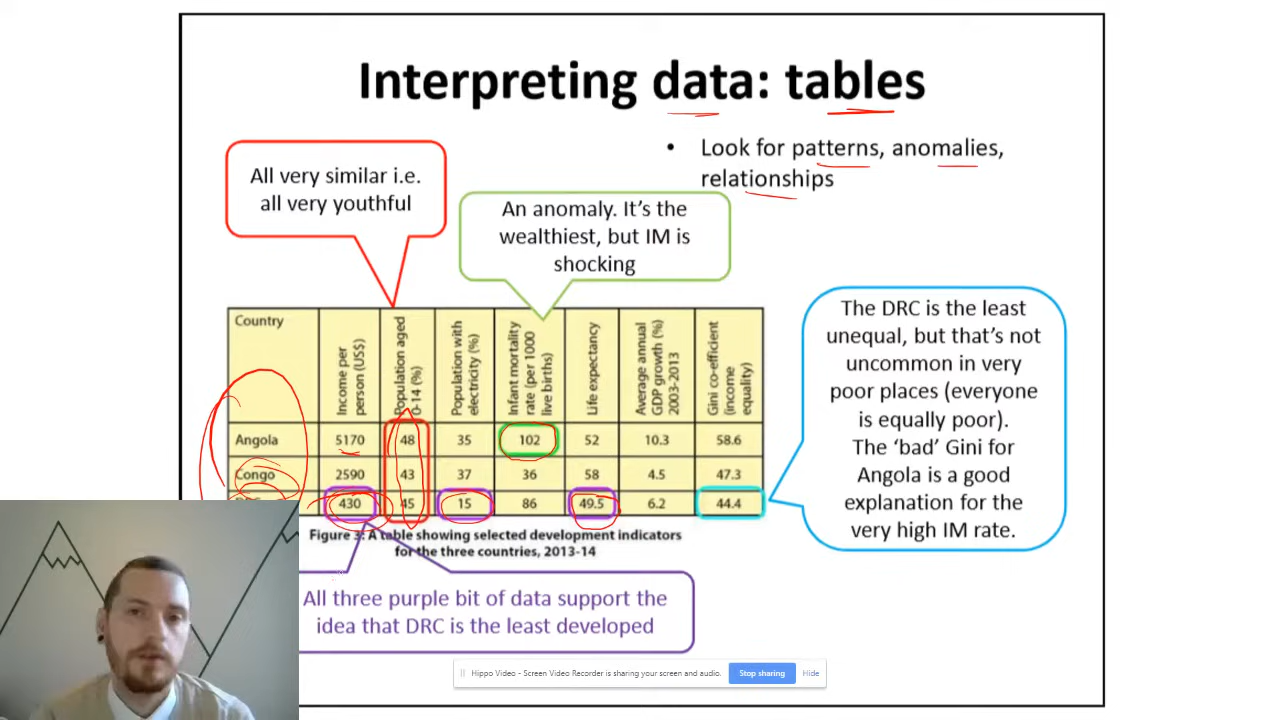 Interpreting data: tables
• Look for patterns, anomalies,
relationships
All very similar i.e.
all very youthful
An anomaly. It's the
wealthiest, but IM is
shocking
The DRC is the least
unequal, but that's not
uncommon in very
poor places (everyone
is equally poor).
The 'bad' Gini for
Angola is a good
explanation for the
very high IM rate.
Country
Income per
person (US$)
Population aged
0-14 (%)
Population with
electricity (%)
Infant mortality
rate (per 1000
live births)
Life expectancy
Average annual
GDP growth (%)
2003-2013
Gini co-efficient
(income
equality)
Angola 5170 48 35 102 52 10.3 58.6
Congo 2590 43 37 36 58 4.5 47.3
430 45 15 86 49.5 6.2 44.4
Figure 3: A table showing selected development indicators
for the three countries, 2013-14
All three purple bit of data support the
idea that DRC is the least developed
Hippo Video - Screen Video Recorder is sharing your screen and audio. Stop sharing Hide